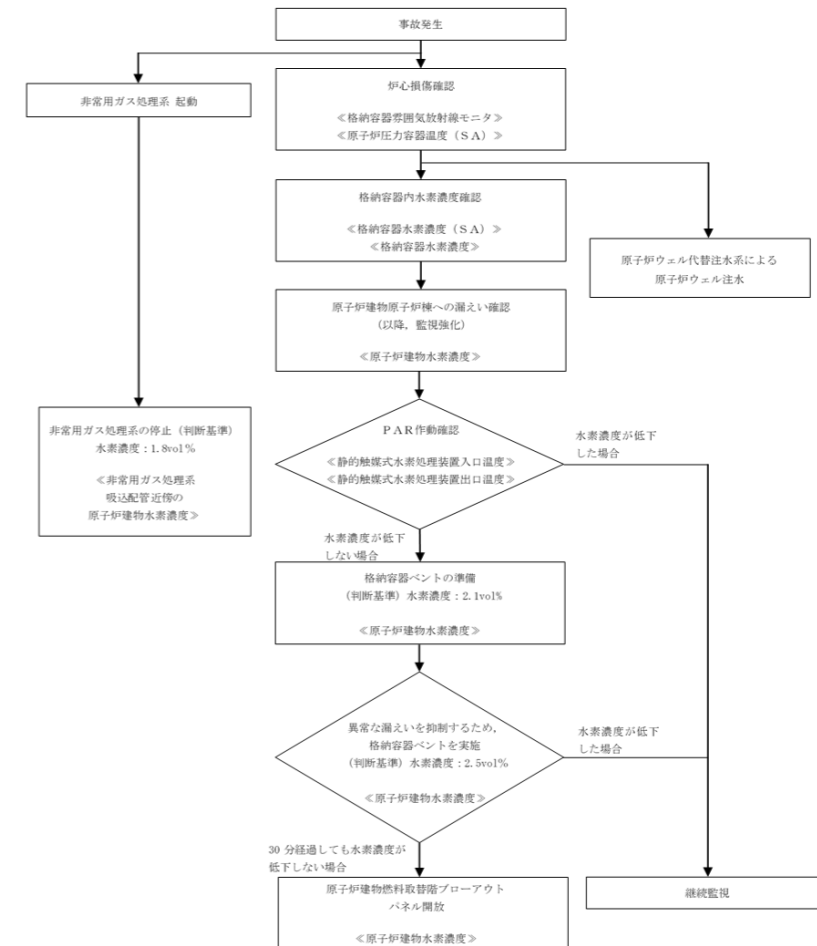 事故発生
非常用ガス処理系 起動
炉心損傷確認
≪格納容器雰囲気放射線モニタ≫
≪原子炉圧力容器温度(SA)≫
格納容器内水素濃度確認
≪格納容器水素濃度(SA)≫
≪格納容器水素濃度≫
原子炉ウェル代替注水系による
原子炉ウェル注水
原子炉建物原子炉棟への漏えい確認
(以降,監視強化)
≪原子炉建物水素濃度≫
非常用ガス処理系の停止(判断基準)
水素濃度:1.8vol%
≪非常用ガス処理系
吸込配管近傍の
原子炉建物水素濃度≫
PAR作動確認
≪静的触媒式水素処理装置入口温度≫
≪静的触媒式水素処理装置出口温度≫
水素濃度が低下
した場合
水素濃度が低下
しない場合
格納容器ベントの準備
(判断基準)水素濃度:2.1vol%
≪原子炉建物水素濃度≫
異常な漏えいを抑制するため,
格納容器ベントを実施
(判断基準)水素濃度:2.5vol%
≪原子炉建物水素濃度≫
水素濃度が低下
した場合
30分経過しても水素濃度が
低下しない場合
原子炉建物燃料取替階ブローアウト
パネル開放
≪原子炉建物水素濃度≫
継続監視